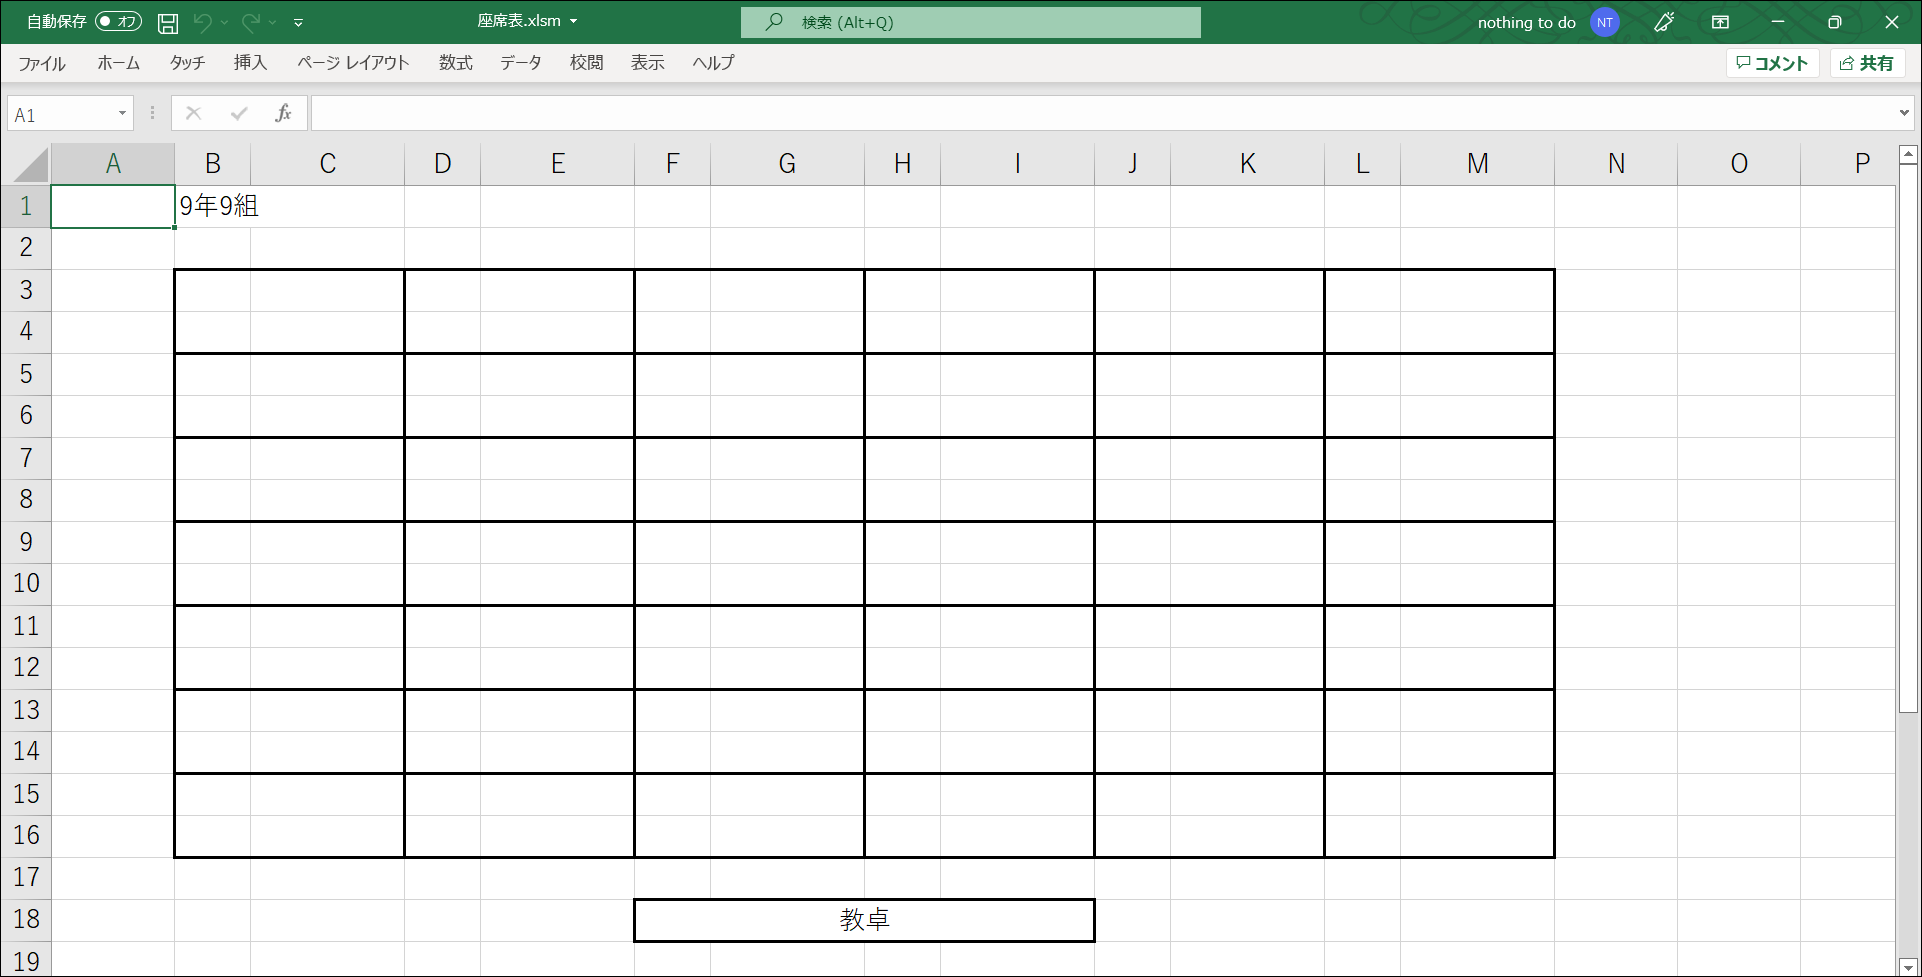 自動保存 オフ 座席表.xlsm 検索 (Alt+Q) nothing to do NT
ファイル ホーム タッチ 挿入 ページ レイアウト 数式 データ 校閲 表示 ヘルプ コメント 共有
A1 fx
A B C D E F G H I J K L M N O P
1 9年9組
2
3
4
5
6
7
8
9
10
11
12
13
14
15
16
17
18 教卓
19